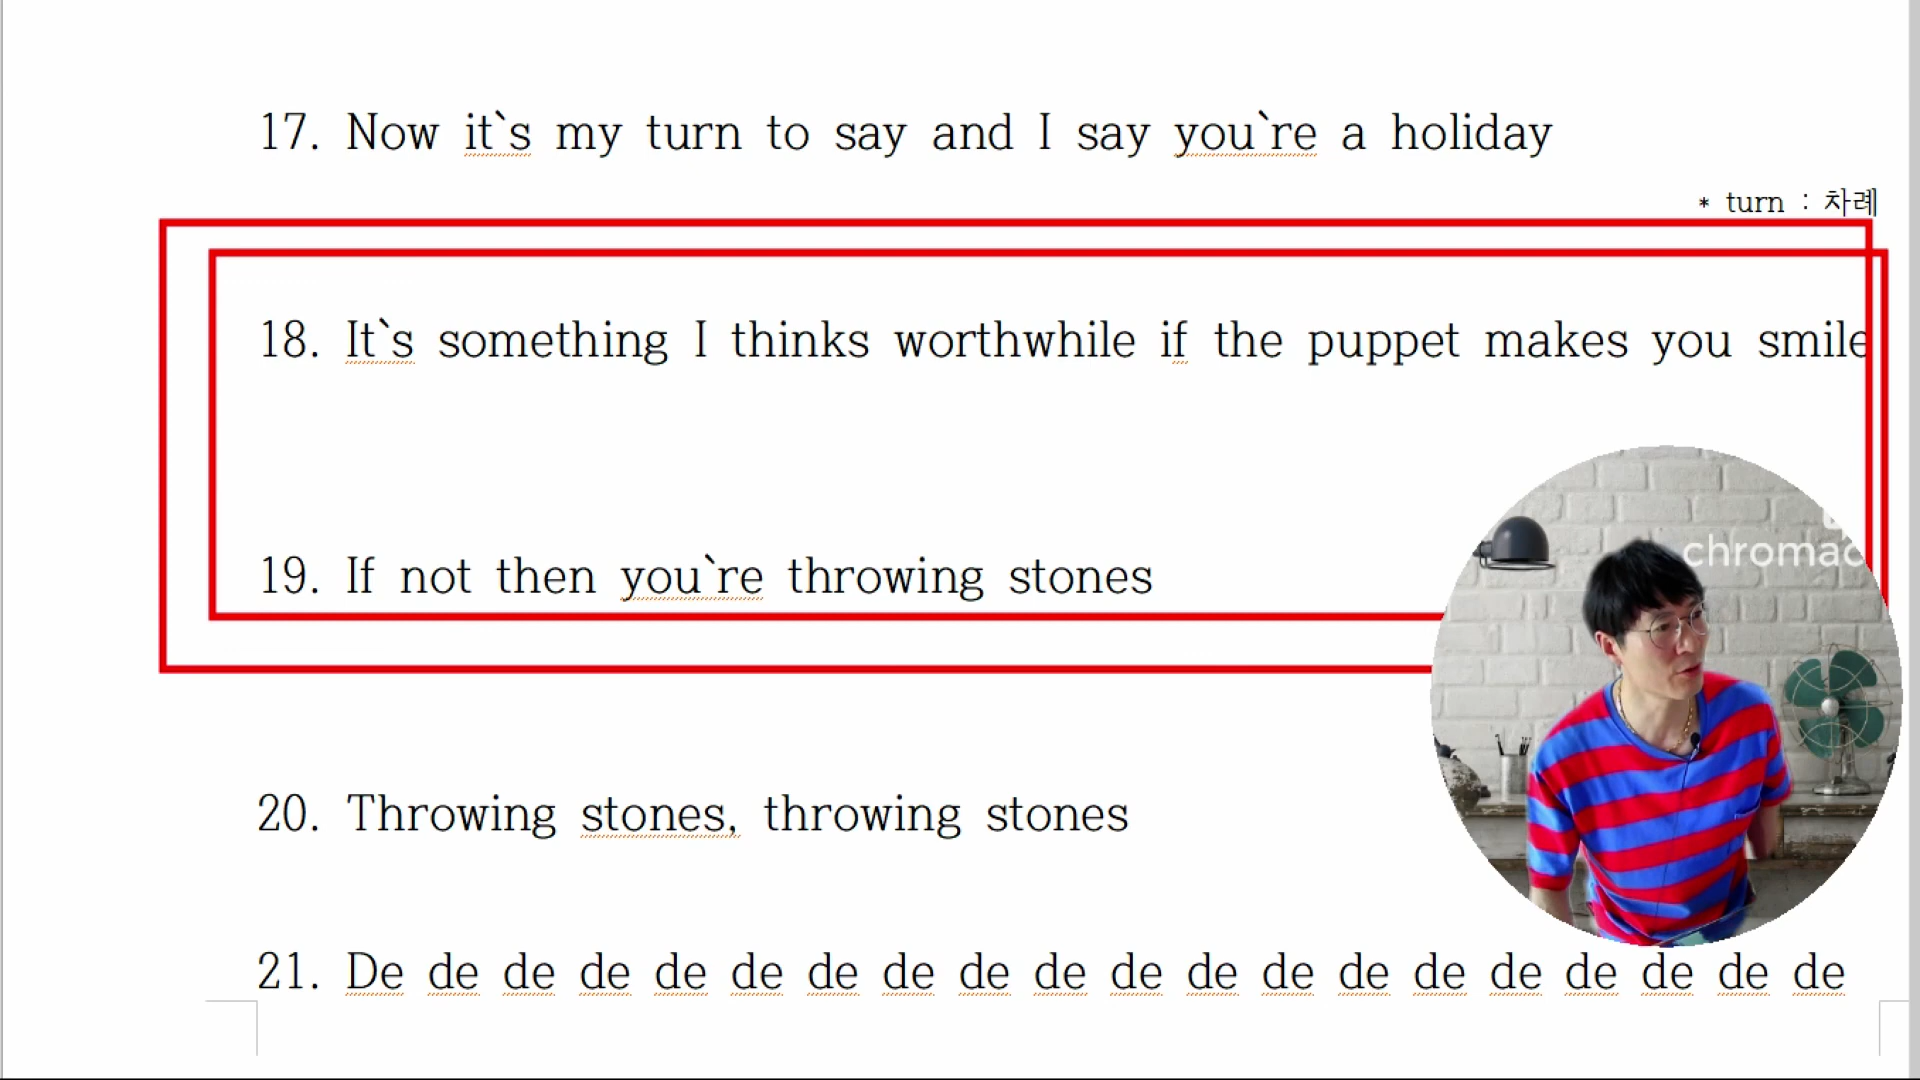 17. Now it`s my turn to say and I say you`re a holiday
* turn : 차례
18. It`s something I thinks worthwhile if the puppet makes you smile
19. If not then you`re throwing stones
chromac
20. Throwing stones, throwing stones
21. De de de de de de de de de de de de de de de de de de de de